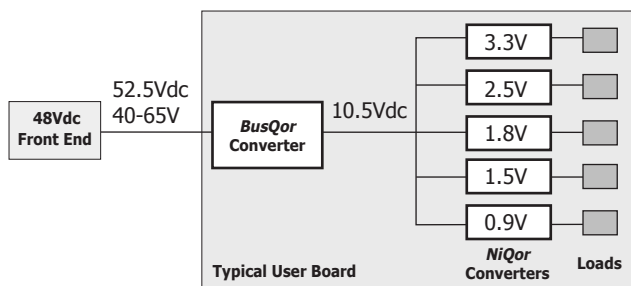 48Vdc
Front End
52.5Vdc
40-65V
BusQor
Converter
10.5Vdc
3.3V
2.5V
1.8V
1.5V
0.9V
NiQor
Converters
Loads
Typical User Board